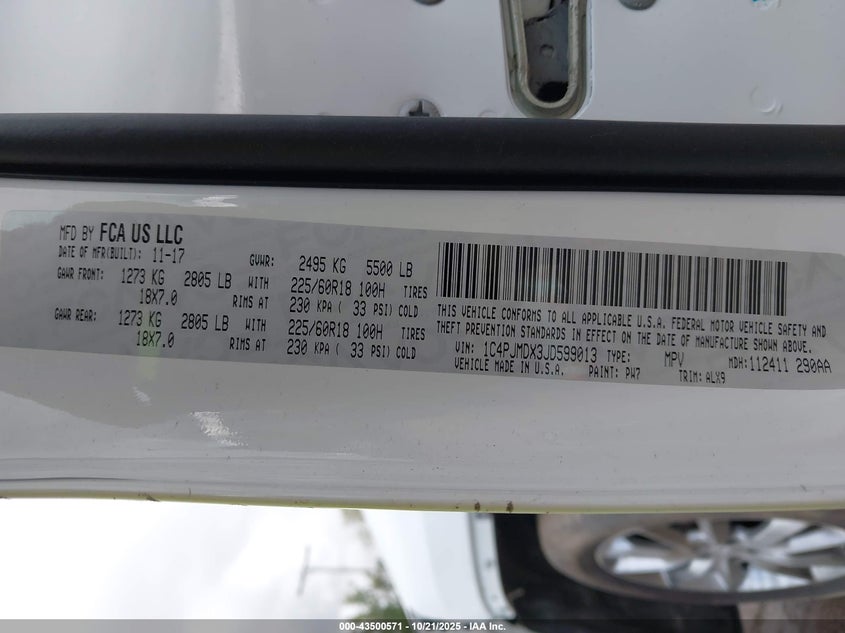 MFD BY FCA US LLC
DATE OF MFR(BUILT): 11-17 GVWR: 2495 KG 5500 LB
GAWR FRONT: 1273 KG 2805 LB WITH 225/60R18 100H TIRES
18X7.0 RIMS AT 230 KPA ( 33 PSI) COLD
GAWR REAR: 1273 KG 2805 LB WITH 225/60R18 100H TIRES
18X7.0 RIMS AT 230 KPA ( 33 PSI) COLD
THIS VEHICLE CONFORMS TO ALL APPLICABLE U.S.A. FEDERAL MOTOR VEHICLE SAFETY AND
THEFT PREVENTION STANDARDS IN EFFECT ON THE DATE OF MANUFACTURE SHOWN ABOVE.
VIN: 1C4PJMDX3JD599013 TYPE: MPV MDH:112411 290AA
VEHICLE MADE IN U.S.A. PAINT: PW7 TRIM: ALX9
000-43500571 - 10/21/2025 - IAA Inc.